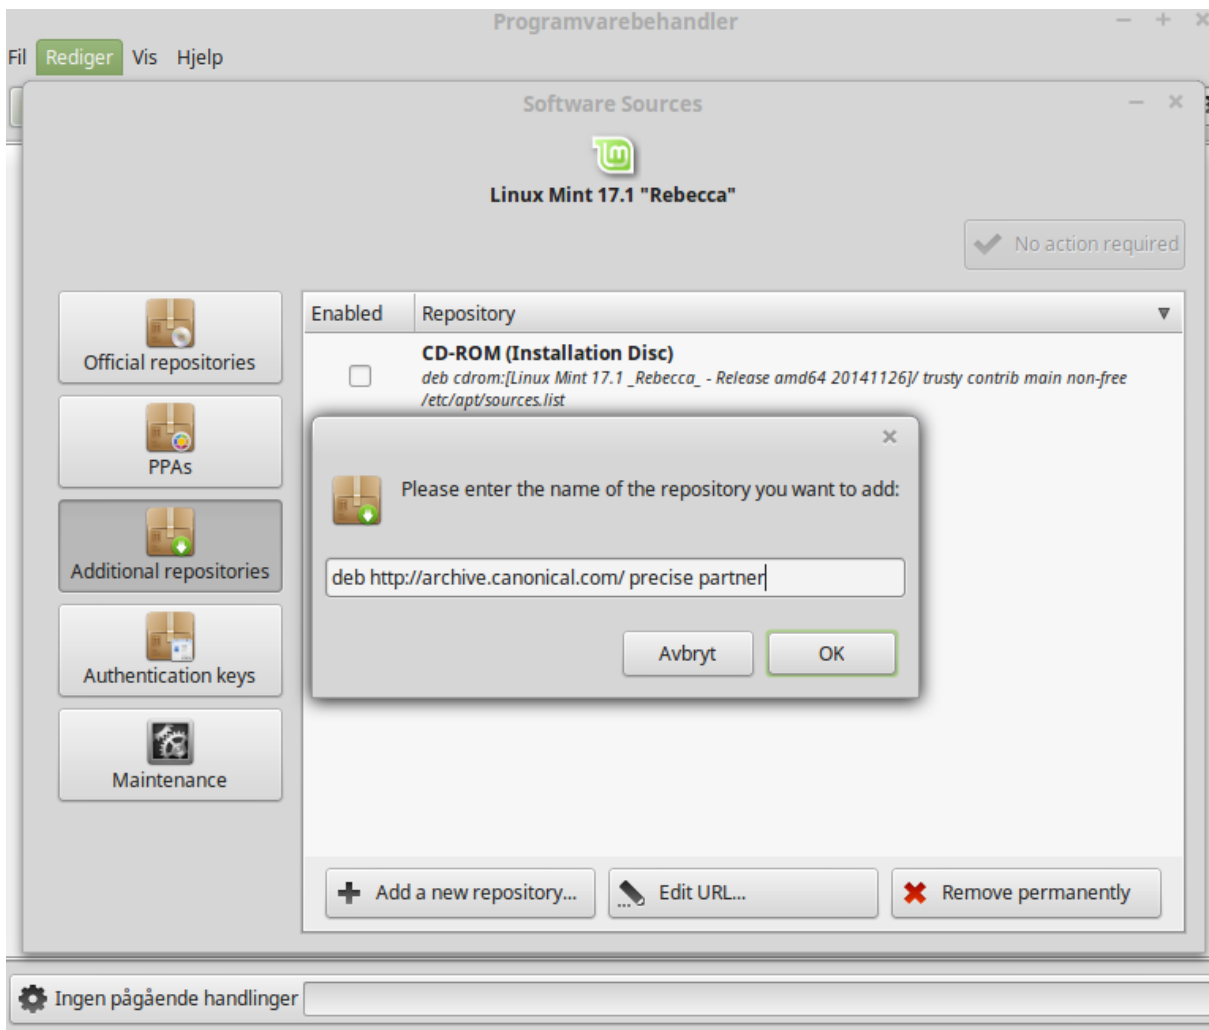 Programvarebehandler
Fil Rediger Vis Hjelp
Software Sources
Linux Mint 17.1 "Rebecca"
No action required
Official repositories
PPAs
Additional repositories
Authentication keys
Maintenance
Enabled Repository
CD-ROM (Installation Disc)
deb cdrom:[Linux Mint 17.1 _Rebecca_ - Release amd64 20141126]/ trusty contrib main non-free
/etc/apt/sources.list
Please enter the name of the repository you want to add:
deb http://archive.canonical.com/ precise partner
Avbryt OK
Add a new repository... Edit URL... Remove permanently
Ingen pågående handlinger